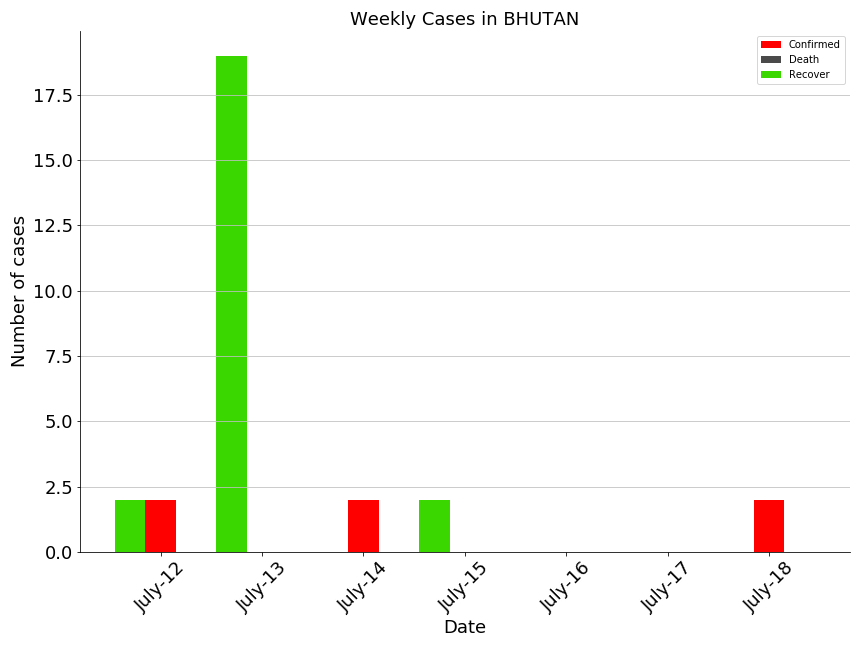 Weekly Cases in BHUTAN
Confirmed
Death
Recover
Number of cases
17.5
15.0
12.5
10.0
7.5
5.0
2.5
0.0
July-12
July-13
July-14
July-15
July-16
July-17
July-18
Date